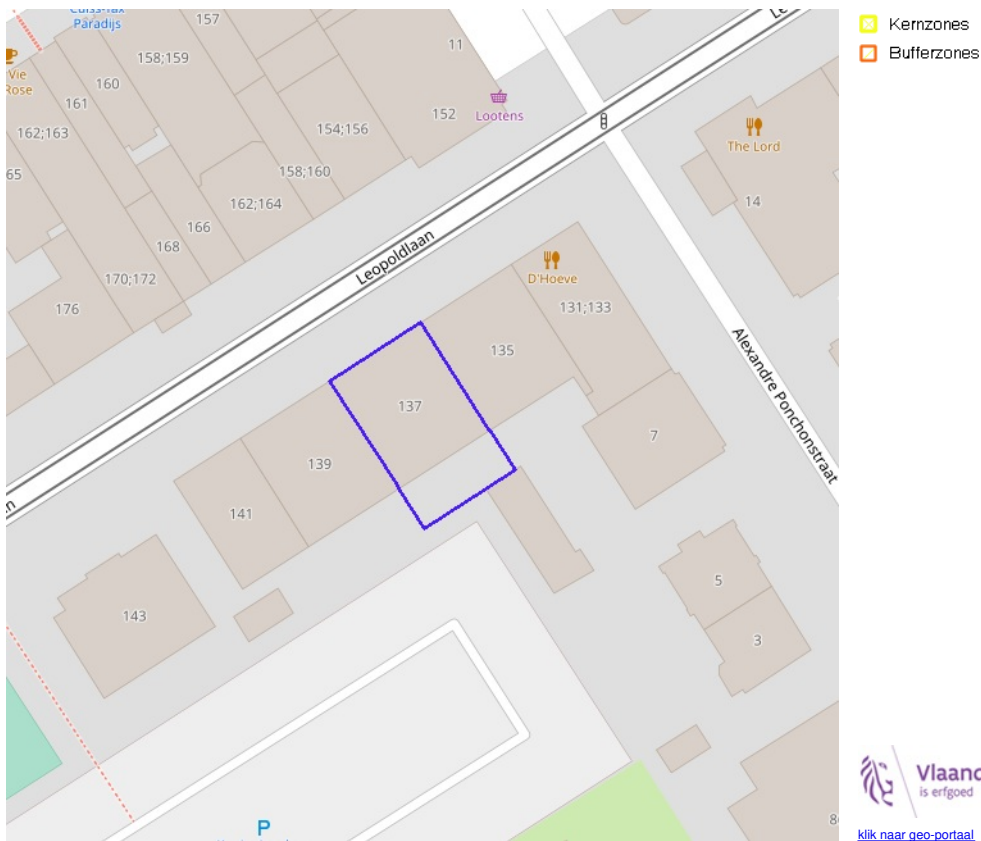 Paradijs
157
11
158;159
Vie
Rose
160
161
152
Lootens
154;156
162;163
The Lord
158;160
65
14
162;164
166
168
Leopoldlaan
170;172
D'Hoeve
176
131;133
135
Alexandre Ponchonstraat
137
7
139
141
5
143
3
P
Kernzones
Bufferzones
is erfgoed
klik naar geo-portaal